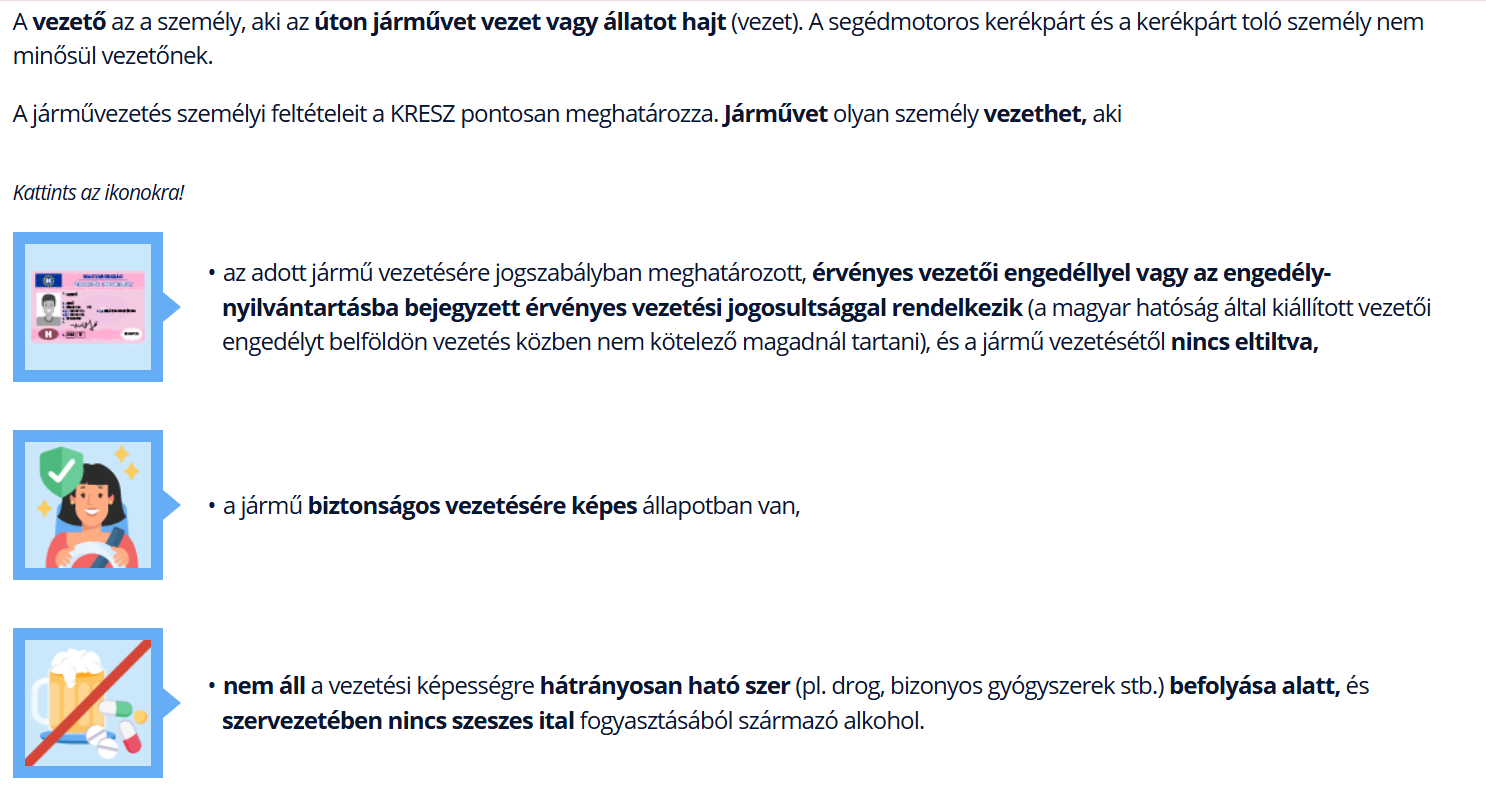 A vezető az a személy, aki az úton járművet vezet vagy állatot hajt (vezet). A segédmotoros kerékpárt és a kerékpárt toló személy nem
minősül vezetőnek.
A járművezetés személyi feltételeit a KRESZ pontosan meghatározza. Járművet olyan személy vezethet, aki
Kattints az ikonokra!
• az adott jármű vezetésére jogszabályban meghatározott, érvényes vezetői engedéllyel vagy az engedély-
nyilvántartásba bejegyzett érvényes vezetési jogosultsággal rendelkezik (a magyar hatóság által kiállított vezetői
engedélyt belföldön vezetés közben nem kötelező magadnál tartani), és a jármű vezetésétől nincs eltiltva,
• a jármű biztonságos vezetésére képes állapotban van,
• nem áll a vezetési képességre hátrányosan ható szer (pl. drog, bizonyos gyógyszerek stb.) befolyása alatt, és
szervezetében nincs szeszes ital fogyasztásából származó alkohol.